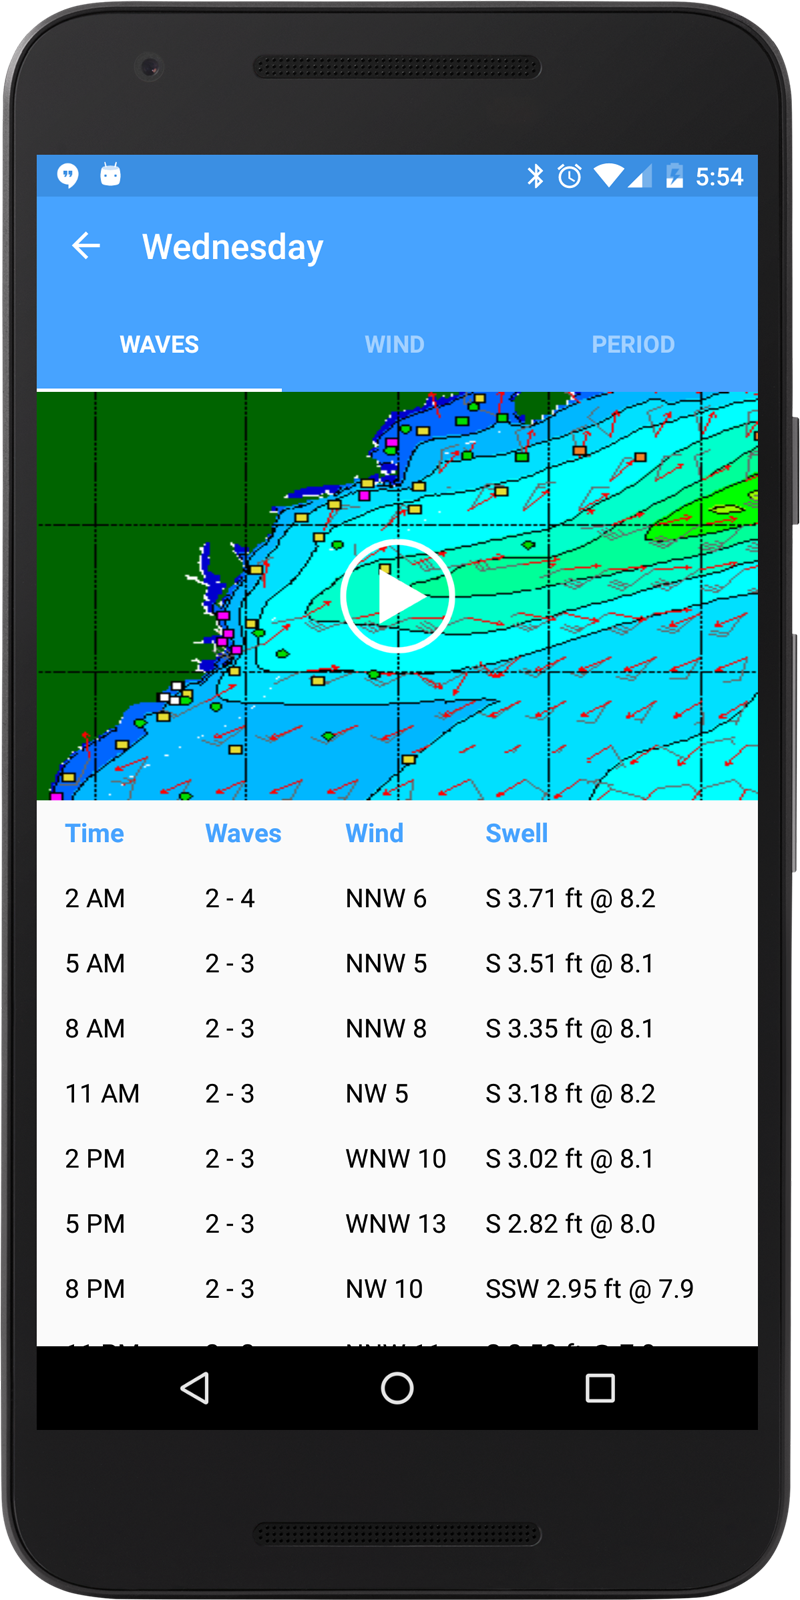 5:54
Wednesday
WAVES WIND PERIOD
Time Waves Wind Swell
2 AM 2 - 4 NNW 6 S 3.71 ft @ 8.2
5 AM 2 - 3 NNW 5 S 3.51 ft @ 8.1
8 AM 2 - 3 NNW 8 S 3.35 ft @ 8.1
11 AM 2 - 3 NW 5 S 3.18 ft @ 8.2
2 PM 2 - 3 WNW 10 S 3.02 ft @ 8.1
5 PM 2 - 3 WNW 13 S 2.82 ft @ 8.0
8 PM 2 - 3 NW 10 SSW 2.95 ft @ 7.9